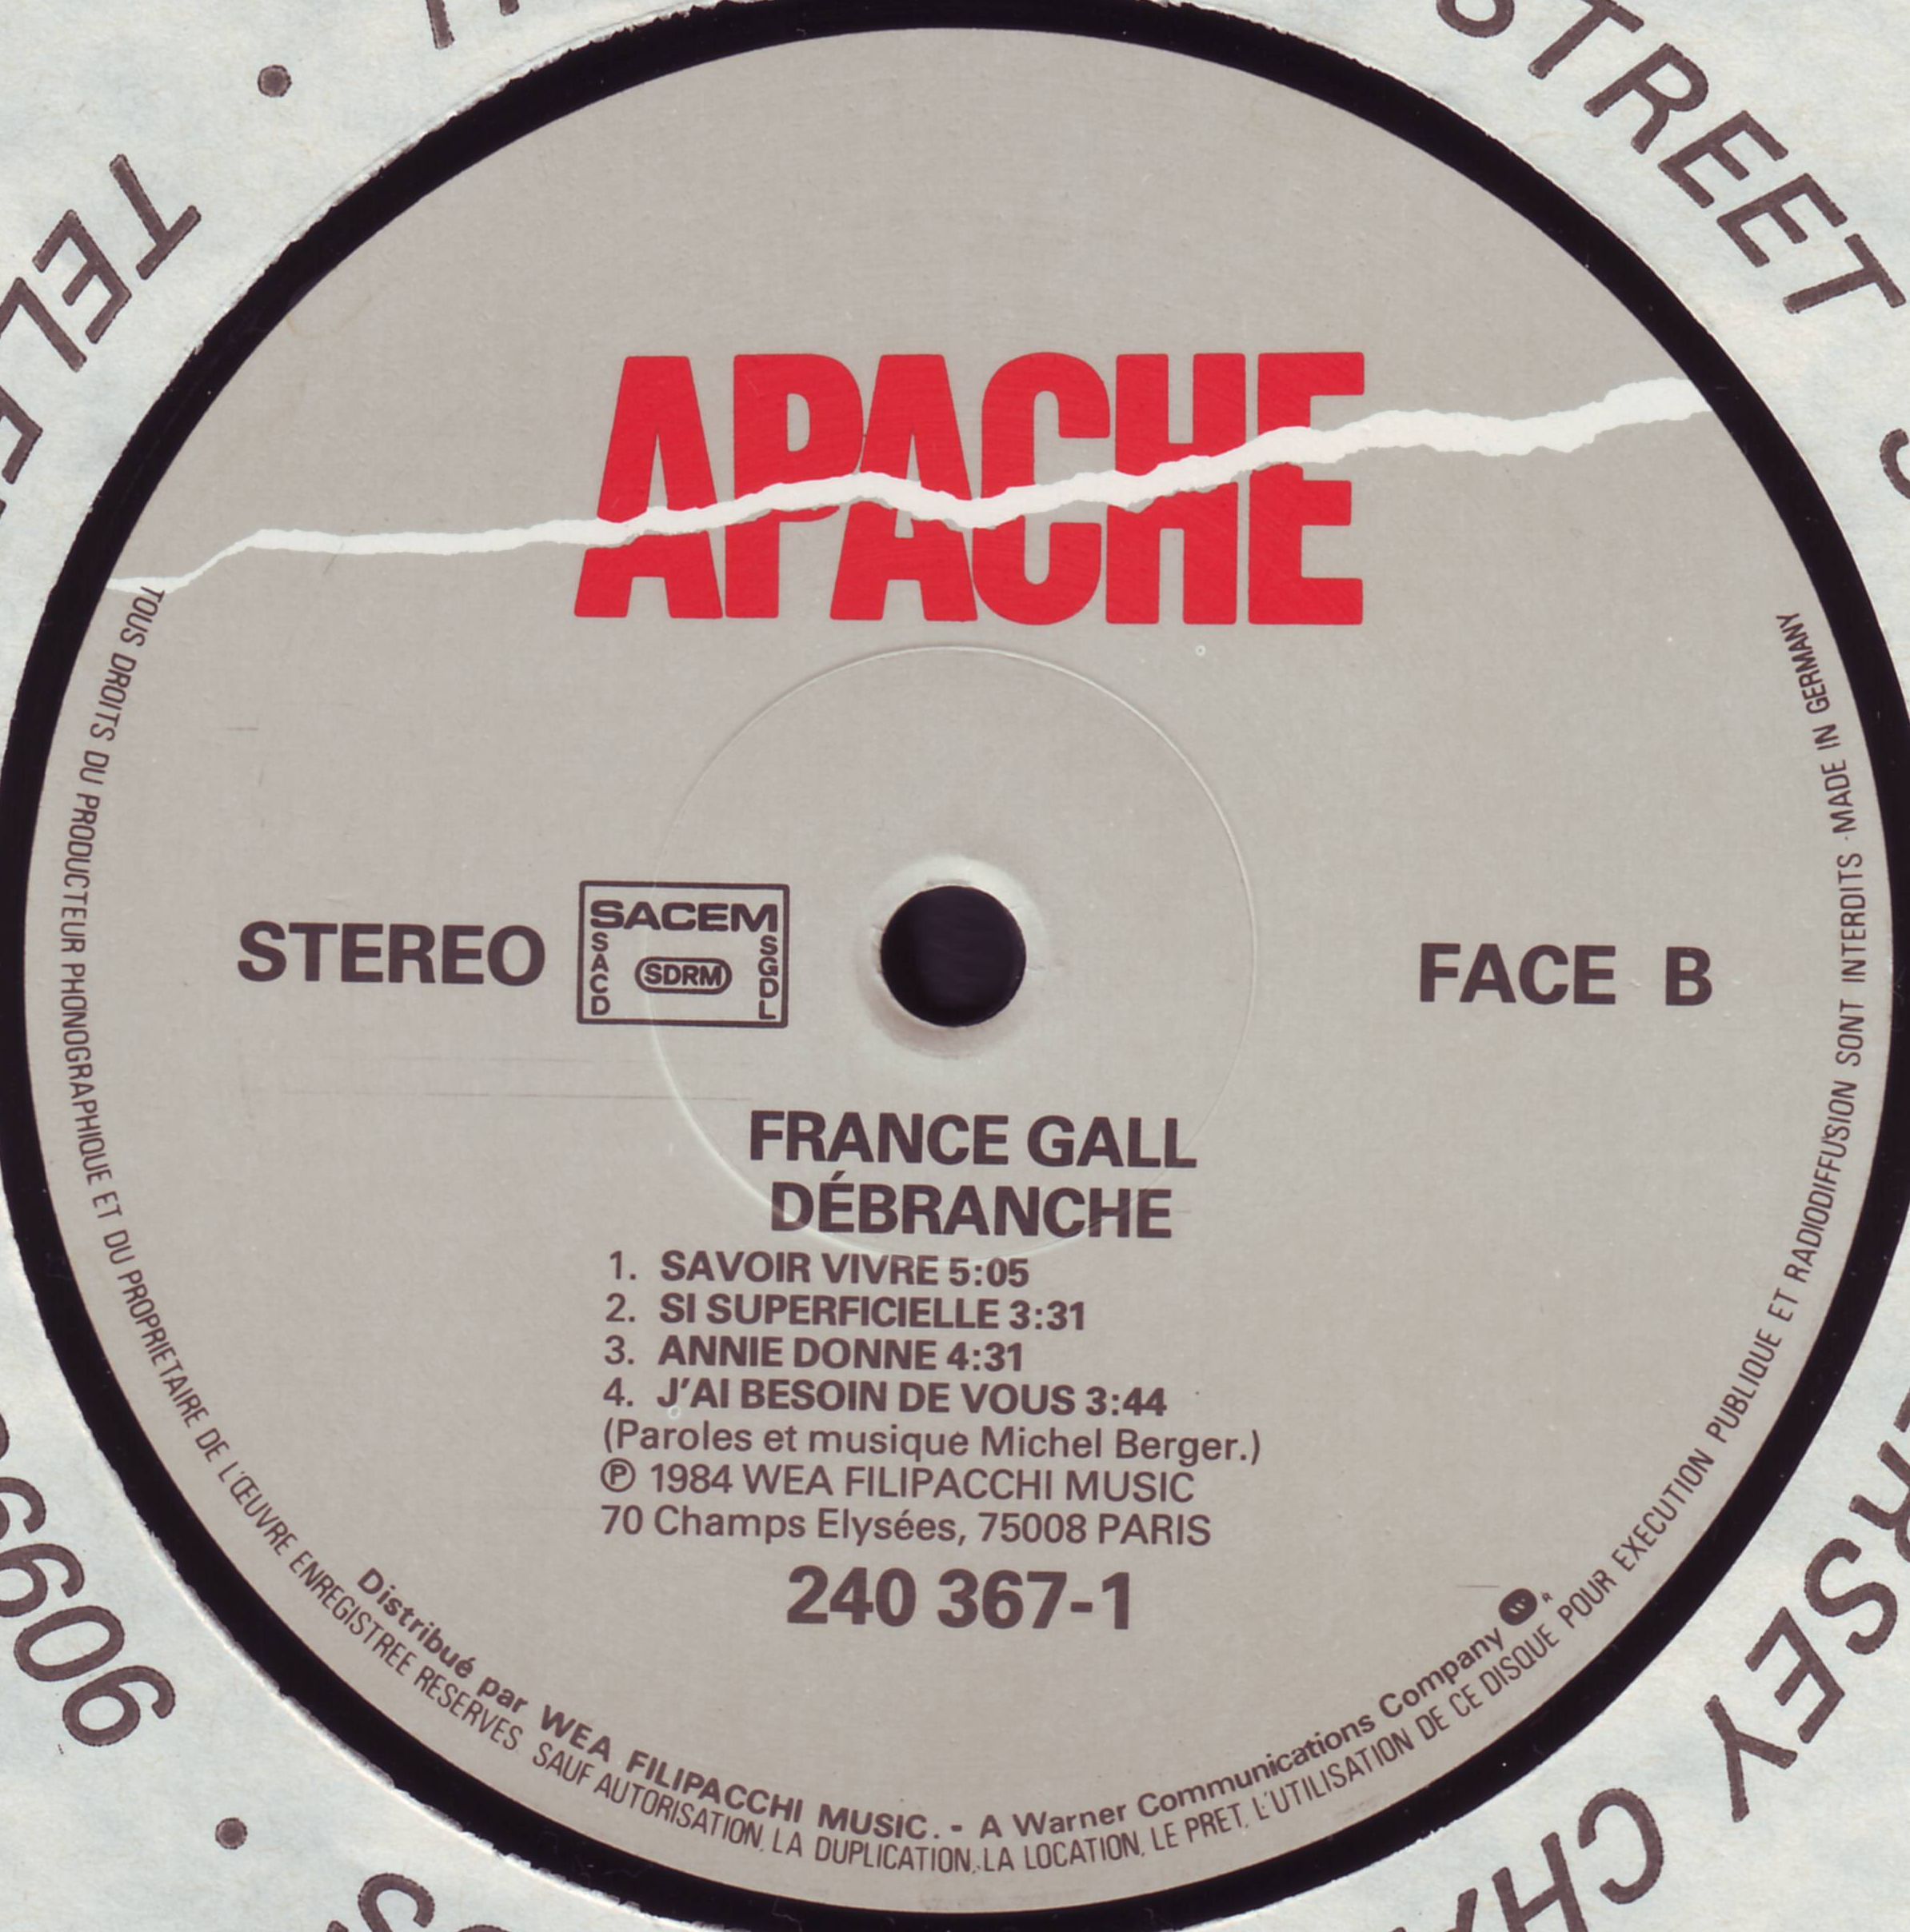 APACHE
STEREO
SACEM
SACD
SDRM
SGDL
FACE B
FRANCE GALL
DÉBRANCHE
1. SAVOIR VIVRE 5:05
2. SI SUPERFICIELLE 3:31
3. ANNIE DONNE 4:31
4. J'AI BESOIN DE VOUS 3:44
(Paroles et musique Michel Berger.)
℗ 1984 WEA FILIPACCHI MUSIC
70 Champs Elysées, 75008 PARIS
240 367-1
Distribué par WEA FILIPACCHI MUSIC. - A Warner Communications Company
TOUS DROITS DU PRODUCTEUR PHONOGRAPHIQUE ET DU PROPRIETAIRE DE L'ŒUVRE ENREGISTREE RESERVES SAUF AUTORISATION, LA DUPLICATION, LA LOCATION, LE PRET, L'UTILISATION DE CE DISQUE POUR EXECUTION PUBLIQUE ET RADIODIFFUSION SONT INTERDITS · MADE IN GERMANY
STREET